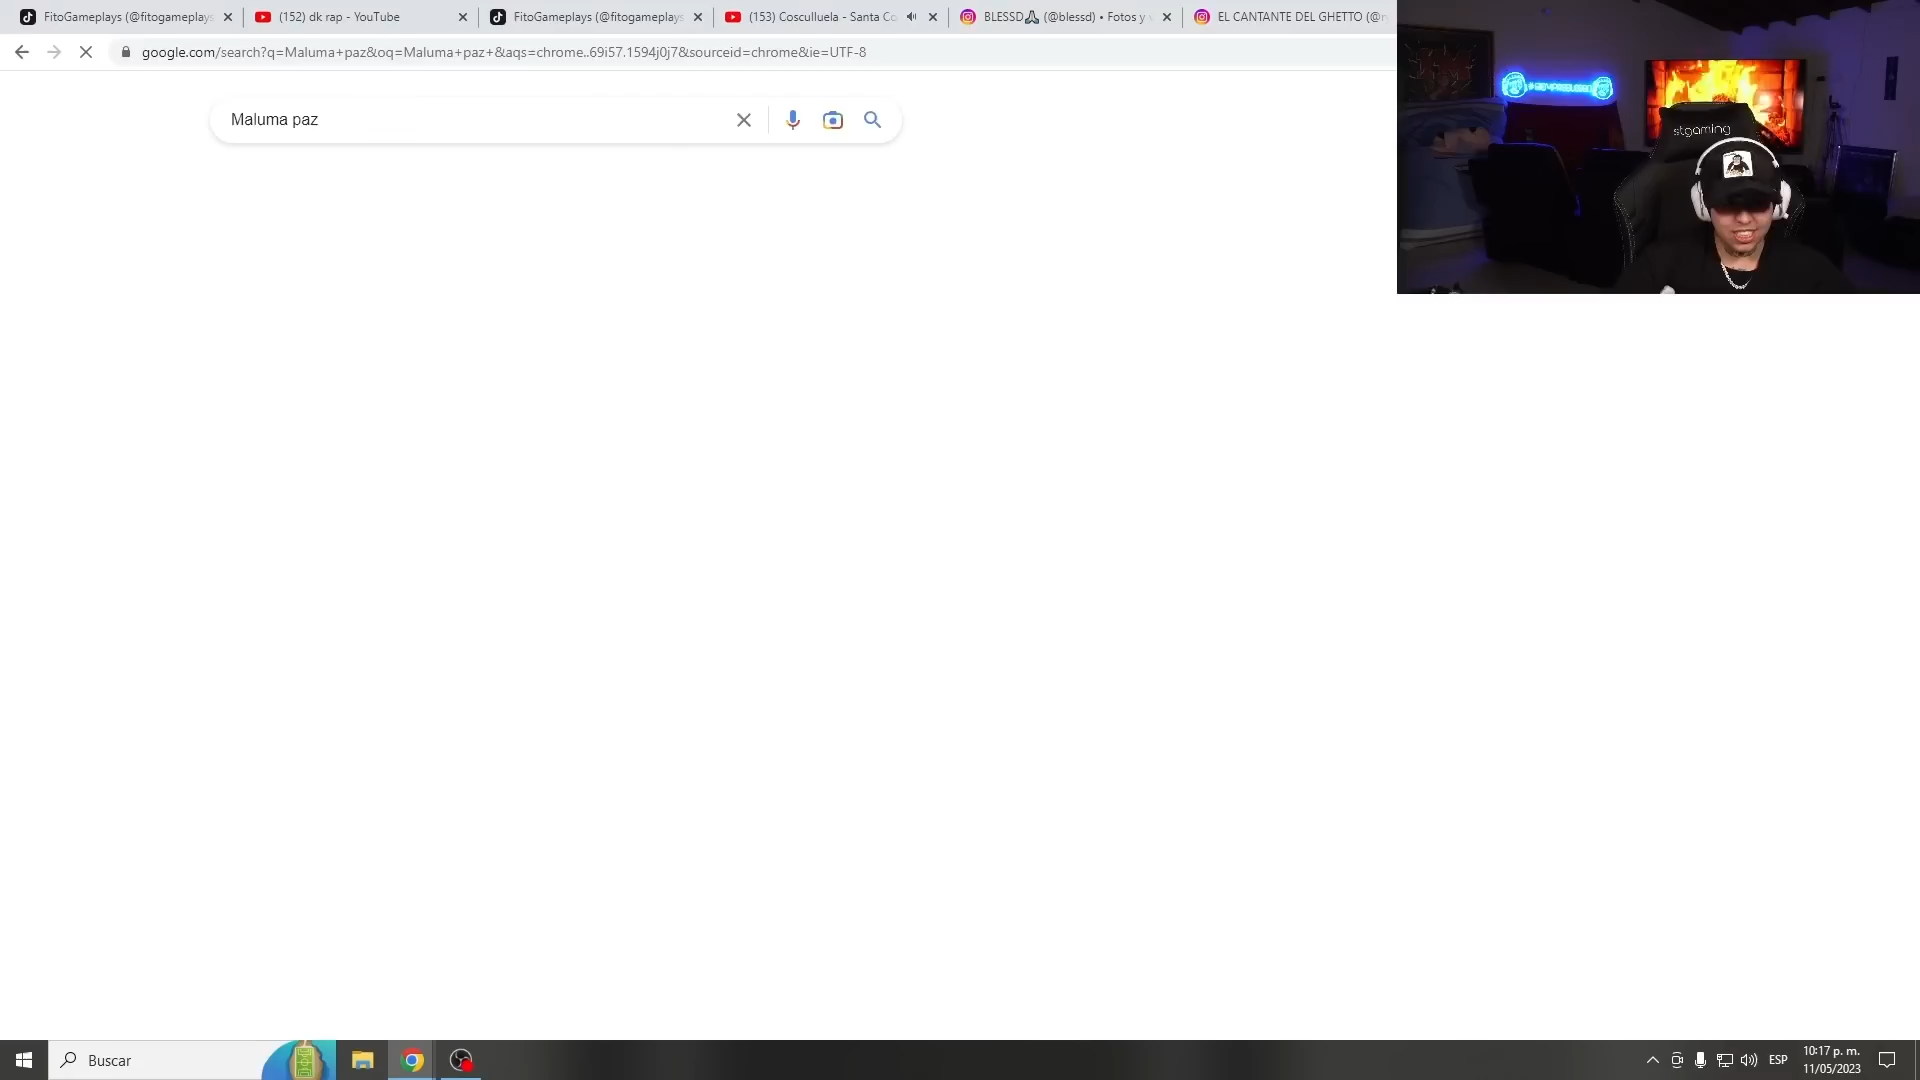 FitoGameplays (@fitogameplays
(152) dk rap - YouTube
FitoGameplays (@fitogameplays
(153) Cosculluela - Santa Co
BLESSD🙏🏻 (@blessd) • Fotos y
EL CANTANTE DEL GHETTO (@
google.com/search?q=Maluma+paz&oq=Maluma+paz+&aqs=chrome..69i57.1594j0j7&sourceid=chrome&ie=UTF-8
Maluma paz
stgaming
Buscar
ESP
10:17 p. m.
11/05/2023